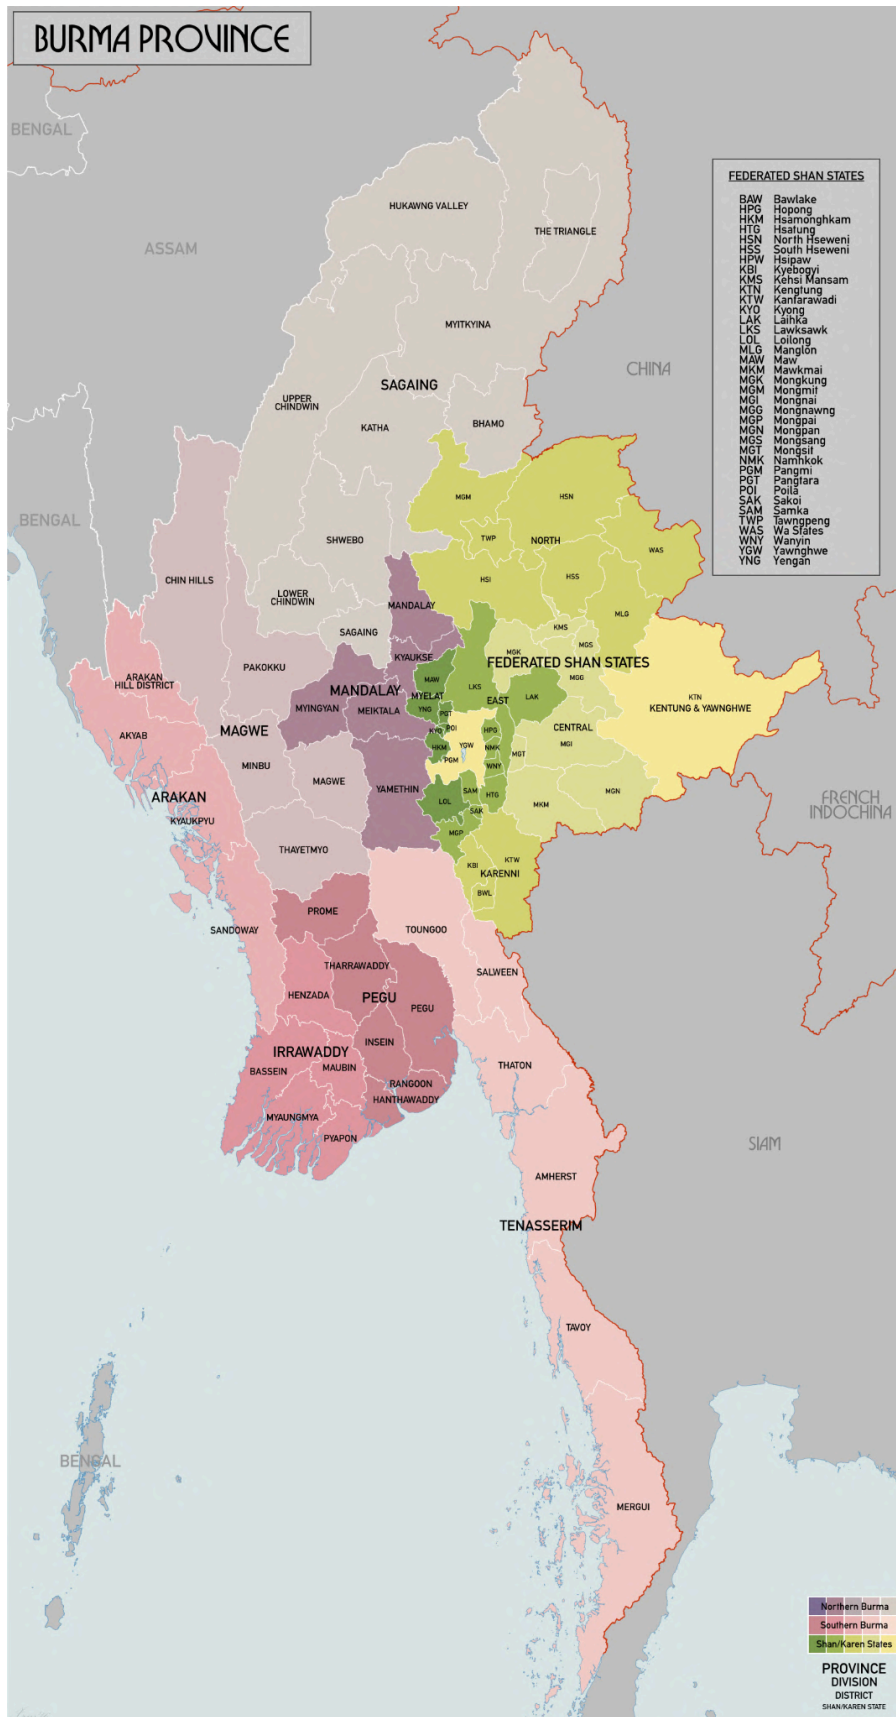 BURMA PROVINCE
BENGAL
ASSAM
HUKAWNG VALLEY
THE TRIANGLE
MYITKYINA
CHINA
SAGAING
UPPER
CHINDWIN
KATHA
BHAMO
BENGAL
MGM
HSN
SHWEBO
TWP
NORTH
WAS
CHIN HILLS
HSI
HSS
LOWER
CHINDWIN
MANDALAY
MLG
SAGAING
KMS
KYAUKSE
MGK
MGS
PAKOKKU
FEDERATED SHAN STATES
ARAKAN
HILL DISTRICT
MAW
MGG
MANDALAY
MYELAT
LKS
LAK
KTN
KENTUNG & YAWNGHWE
MYINGYAN
MEIKTALA
YNG
EAST
PGT
MAGWE
KYO
POI
HPG
CENTRAL
AKYAB
HKM
YGW
NMK
MGT
MGI
PGM
MINBU
WNY
MAGWE
YAMETHIN
SAM
HTG
MGN
ARAKAN
LOL
MKM
SAK
KYAUKPYU
MGP
FRENCH
INDOCHINA
THAYETMYO
KBI
KTW
KARENNI
BWL
PROME
SANDOWAY
TOUNGOO
THARRAWADDY
SALWEEN
HENZADA
PEGU
PEGU
INSEIN
IRRAWADDY
THATON
MAUBIN
BASSEIN
RANGOON
HANTHAWADDY
MYAUNGMYA
PYAPON
SIAM
AMHERST
TENASSERIM
TAVOY
BENGAL
MERGUI
FEDERATED SHAN STATES
BAW Bawlake
HPG Hopong
HKM Hsamonghkam
HTG Hsatung
HSN North Hseweni
HSS South Hseweni
HPW Hsipaw
KBI Kyebogyi
KMS Kehsi Mansam
KTN Kengtung
KTW Kantarawadi
KYO Kyong
LAK Laihka
LKS Lawksawk
LOL Loilong
MLG Manglon
MAW Maw
MKM Mawkmai
MGK Mongkung
MGM Mongmit
MGI Mongnai
MGG Mongnawng
MGP Mongpai
MGN Mongpan
MGS Mongsang
MGT Mongsit
NMK Namhkok
PGM Pangmi
PGT Pangtara
POI Poila
SAK Sakoi
SAM Samka
TWP Tawngpeng
WAS Wa States
WNY Wanyin
YGW Yawnghwe
YNG Yengan
Northern Burma
Southern Burma
Shan/Karen States
PROVINCE
DIVISION
DISTRICT
SHAN/KAREN STATE